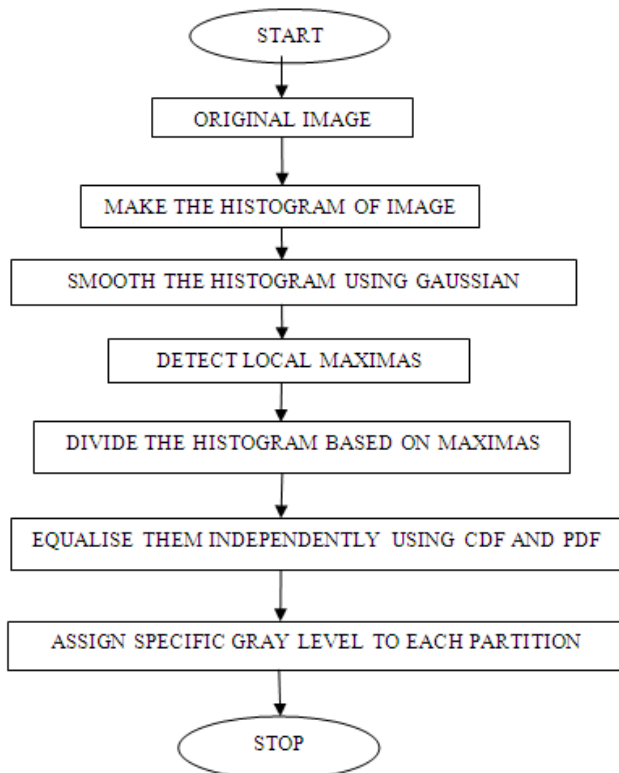 START
ORIGINAL IMAGE
MAKE THE HISTOGRAM OF IMAGE
SMOOTH THE HISTOGRAM USING GAUSSIAN
DETECT LOCAL MAXIMAS
DIVIDE THE HISTOGRAM BASED ON MAXIMAS
EQUALISE THEM INDEPENDENTLY USING CDF AND PDF
ASSIGN SPECIFIC GRAY LEVEL TO EACH PARTITION
STOP